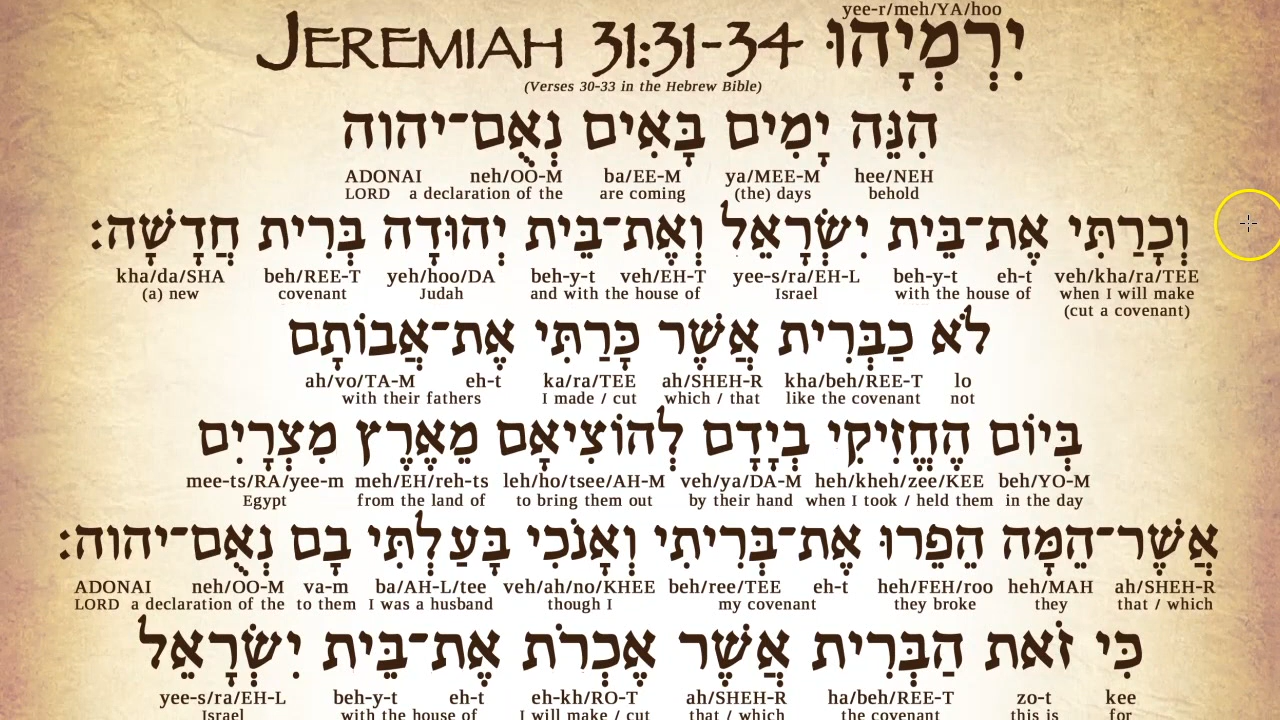 yee-r/meh/YA/hoo
JEREMIAH 31:31-34 יִרְמְיָהוּ
(Verses 30-33 in the Hebrew Bible)
הִנֵּה יָמִים בָּאִים נְאֻם־יהוה
ADONAI neh/OO-M ba/EE-M ya/MEE-M hee/NEH
LORD a declaration of the are coming (the) days behold
וְכָרַתִּי אֶת־בֵּית יִשְׂרָאֵל וְאֶת־בֵּית יְהוּדָה בְּרִית חֲדָשָׁה׃
kha/da/SHA beh/REE-T yeh/hoo/DA beh-y-t veh/EH-T yee-s/ra/EH-L beh-y-t eh-t veh/kha/ra/TEE
(a) new covenant Judah and with the house of Israel with the house of when I will make
(cut a covenant)
לֹא כַבְּרִית אֲשֶׁר כָּרַתִּי אֶת־אֲבוֹתָם
ah/vo/TA-M eh-t ka/ra/TEE ah/SHEH-R kha/beh/REE-T lo
with their fathers I made / cut which / that like the covenant not
בְּיוֹם הֶחֱזִיקִי בְיָדָם לְהוֹצִיאָם מֵאֶרֶץ מִצְרָיִם
mee-ts/RA/yee-m meh/EH/reh-ts leh/ho/tsee/AH-M veh/ya/DA-M heh/kheh/zee/KEE beh/YO-M
Egypt from the land of to bring them out by their hand when I took / held them in the day
אֲשֶׁר־הֵמָּה הֵפֵרוּ אֶת־בְּרִיתִי וְאָנֹכִי בָּעַלְתִּי בָם נְאֻם־יהוה׃
ADONAI neh/OO-M va-m ba/AH-L/tee veh/ah/no/KHEE beh/ree/TEE eh-t heh/FEH/roo heh/MAH ah/SHEH-R
LORD a declaration of the to them I was a husband though I my covenant they broke they that / which
כִּי זֹאת הַבְּרִית אֲשֶׁר אֶכְרֹת אֶת־בֵּית יִשְׂרָאֵל
yee-s/ra/EH-L beh-y-t eh-t eh-kh/RO-T ah/SHEH-R ha/beh/REE-T zo-t kee
Israel with the house of I will make / cut that / which the covenant this is for